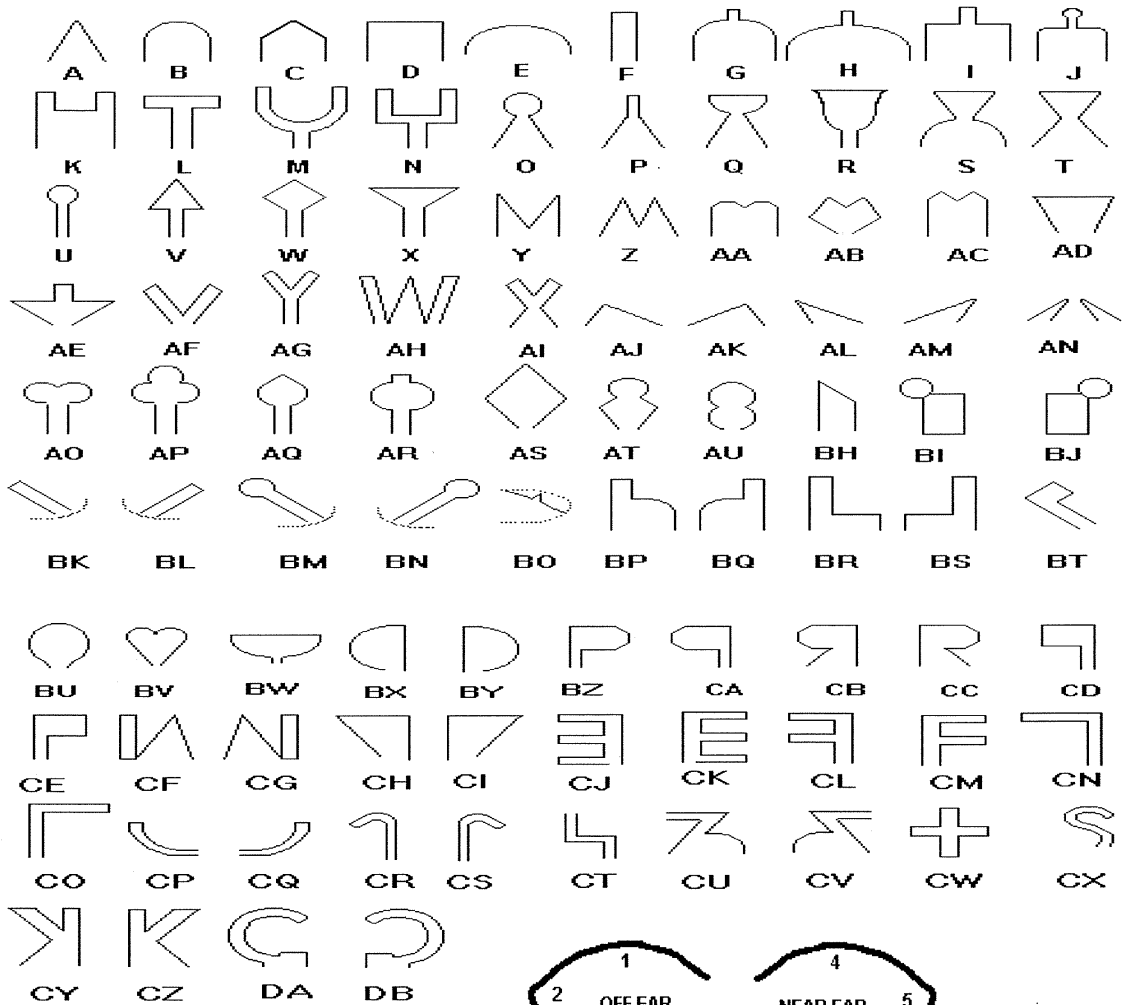 A B C D E F G H I J
K L M N O P Q R S T
U V W X Y Z AA AB AC AD
AE AF AG AH AI AJ AK AL AM AN
AO AP AQ AR AS AT AU BH BI BJ
BK BL BM BN BO BP BQ BR BS BT
BU BV BW BX BY BZ CA CB CC CD
CE CF CG CH CI CJ CK CL CM CN
CO CP CQ CR CS CT CU CV CW CX
CY CZ DA DB
1 4
2 OFF EAR NEAR EAR 5